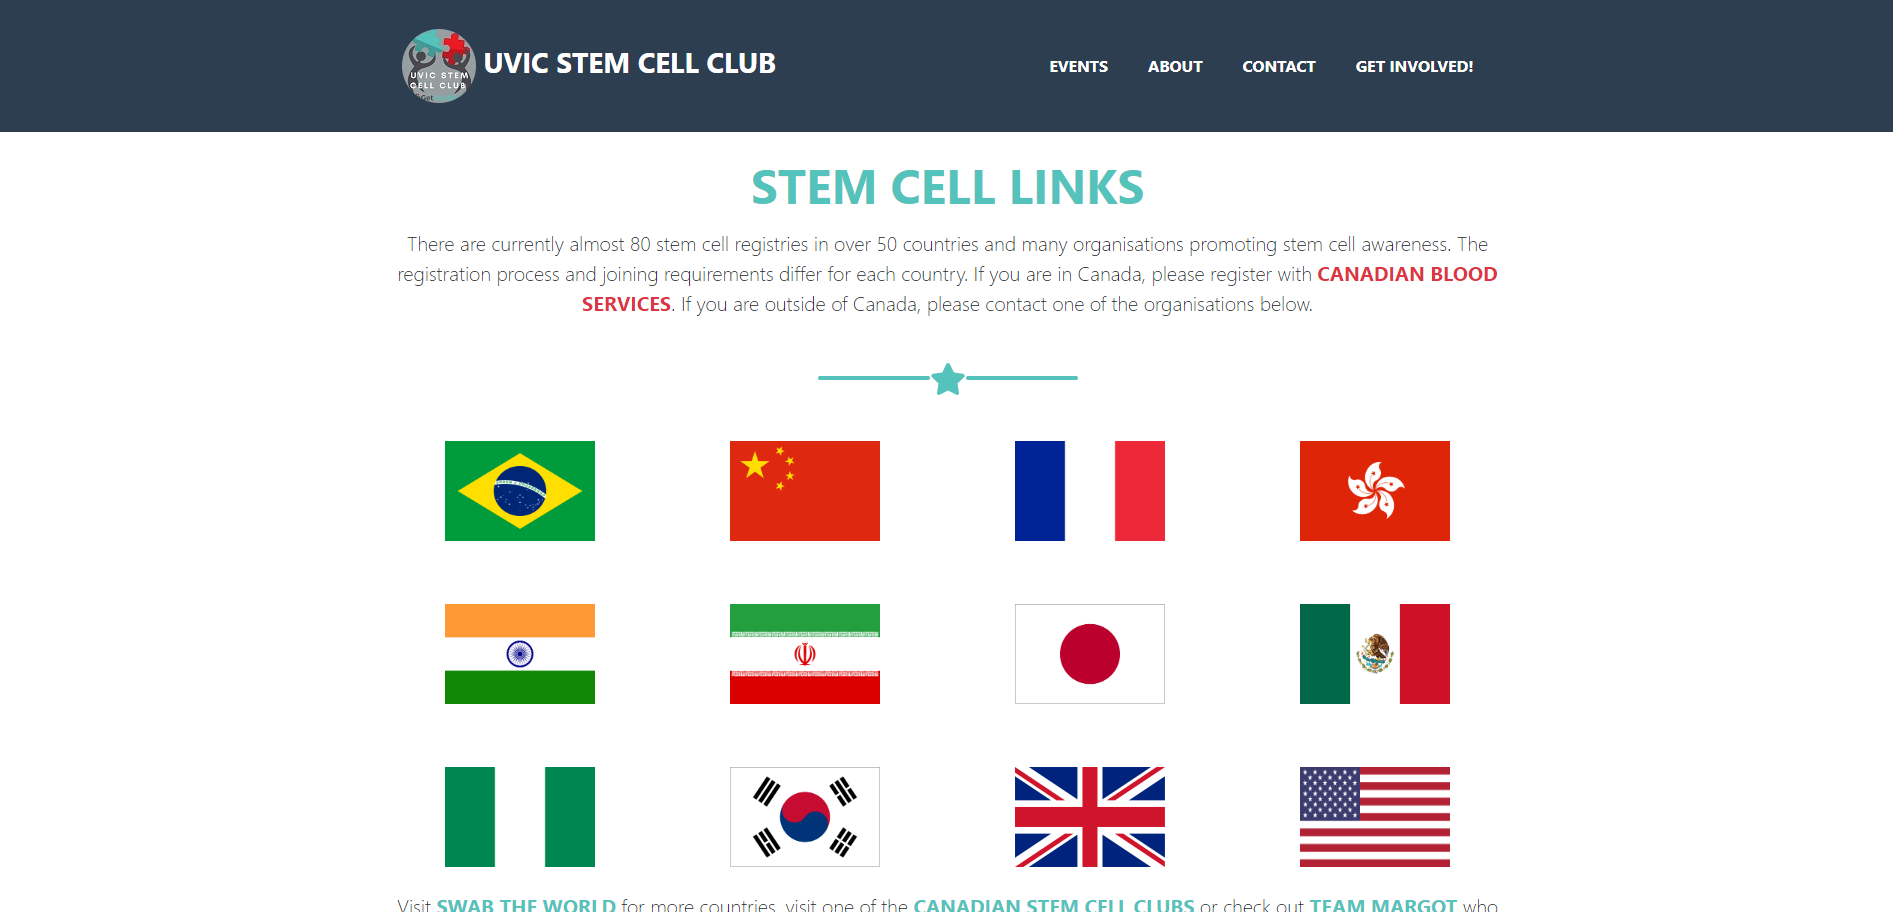 UVIC STEM
CELL CLUB
Get
UVIC STEM CELL CLUB
EVENTS ABOUT CONTACT GET INVOLVED!
STEM CELL LINKS
There are currently almost 80 stem cell registries in over 50 countries and many organisations promoting stem cell awareness. The
registration process and joining requirements differ for each country. If you are in Canada, please register with CANADIAN BLOOD
SERVICES. If you are outside of Canada, please contact one of the organisations below.
Visit SWAB THE WORLD for more countries, visit one of the CANADIAN STEM CELL CLUBS or check out TEAM MARGOT who